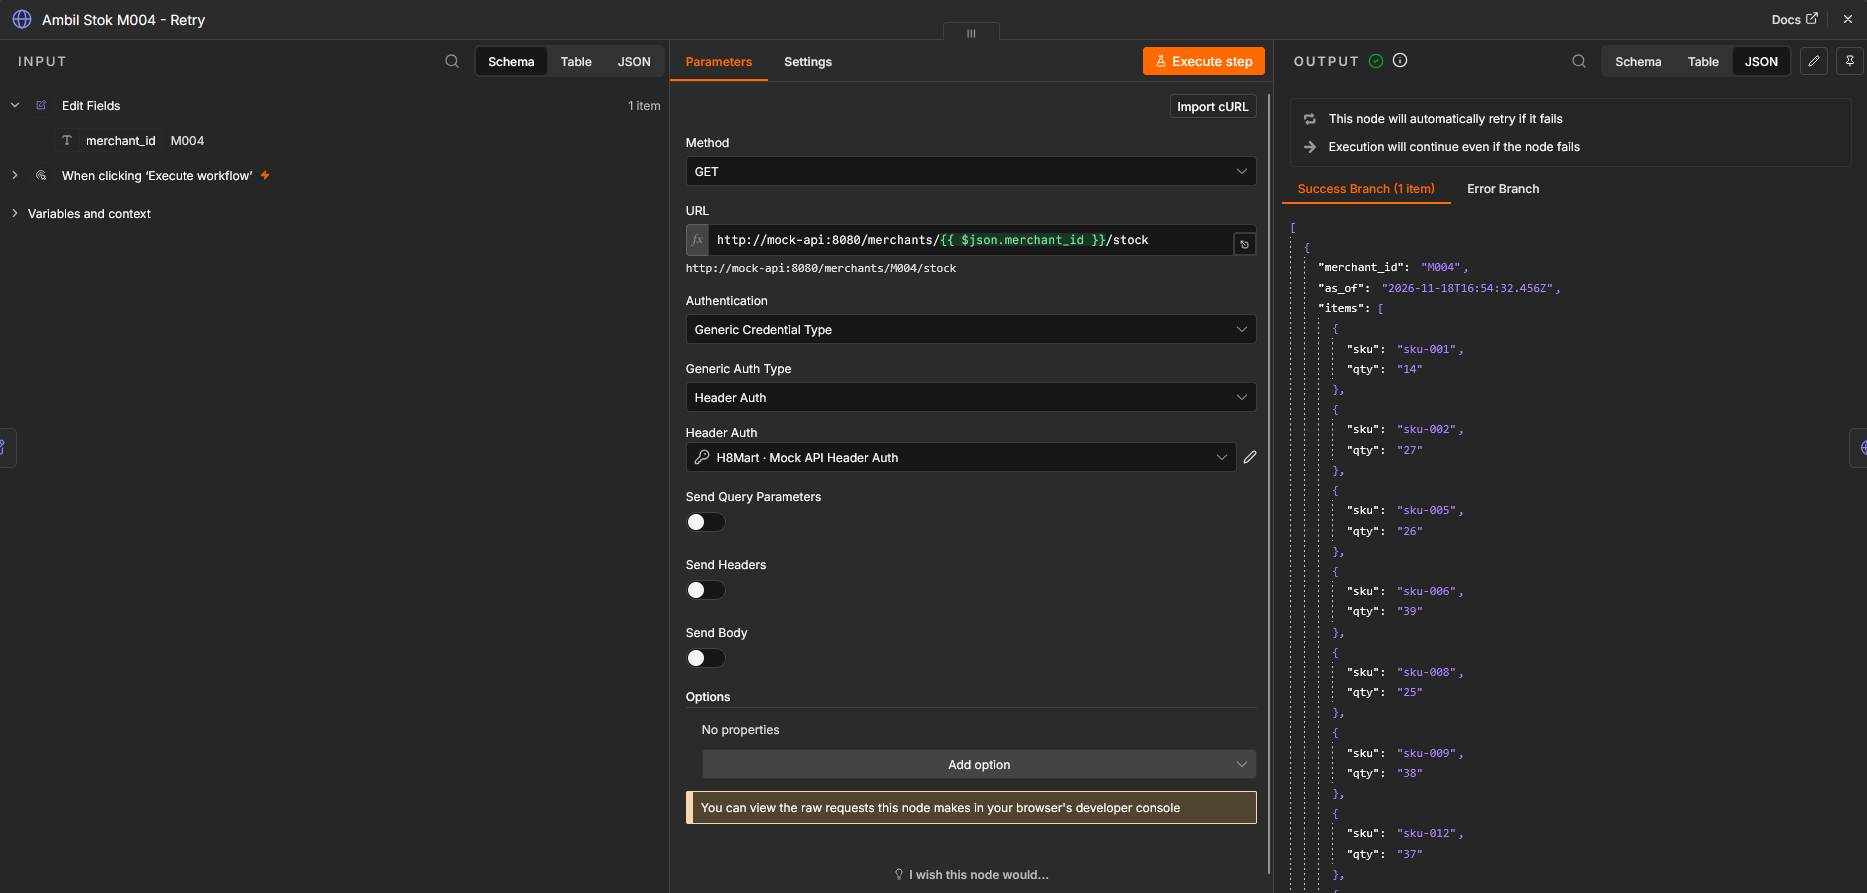 Ambil Stok M004 - Retry
Docs
INPUT
Schema
Table
JSON
Edit Fields
1 item
merchant_id
M004
When clicking ‘Execute workflow’
Variables and context
Parameters
Settings
Execute step
Import cURL
Method
GET
URL
fx
http://mock-api:8080/merchants/{{ $json.merchant_id }}/stock
http://mock-api:8080/merchants/M004/stock
Authentication
Generic Credential Type
Generic Auth Type
Header Auth
Header Auth
H8Mart · Mock API Header Auth
Send Query Parameters
Send Headers
Send Body
Options
No properties
Add option
You can view the raw requests this node makes in your browser's developer console
I wish this node would...
OUTPUT
Schema
Table
JSON
This node will automatically retry if it fails
Execution will continue even if the node fails
Success Branch (1 item)
Error Branch
[
{
"merchant_id": "M004",
"as_of": "2026-11-18T16:54:32.456Z",
"items": [
{
"sku": "sku-001",
"qty": "14"
},
{
"sku": "sku-002",
"qty": "27"
},
{
"sku": "sku-005",
"qty": "26"
},
{
"sku": "sku-006",
"qty": "39"
},
{
"sku": "sku-008",
"qty": "25"
},
{
"sku": "sku-009",
"qty": "38"
},
{
"sku": "sku-012",
"qty": "37"
},
{